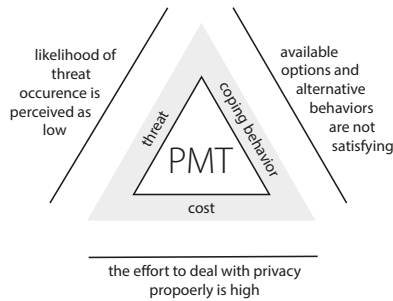 likelihood of
threat
occurence is
perceived as
low
available
options and
alternative
behaviors
are not
satisfying
threat
coping behavior
PMT
cost
the effort to deal with privacy
propoerly is high